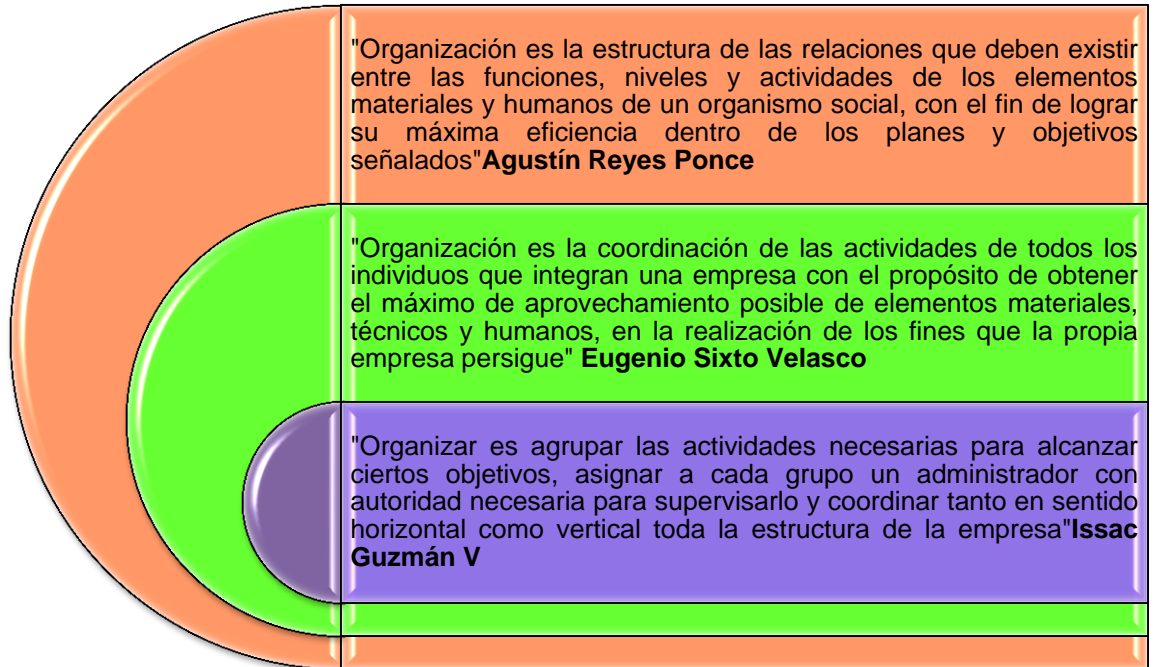 "Organización es la estructura de las relaciones que deben existir
entre las funciones, niveles y actividades de los elementos
materiales y humanos de un organismo social, con el fin de lograr
su máxima eficiencia dentro de los planes y objetivos
señalados"Agustín Reyes Ponce
"Organización es la coordinación de las actividades de todos los
individuos que integran una empresa con el propósito de obtener
el máximo de aprovechamiento posible de elementos materiales,
técnicos y humanos, en la realización de los fines que la propia
empresa persigue" Eugenio Sixto Velasco
"Organizar es agrupar las actividades necesarias para alcanzar
ciertos objetivos, asignar a cada grupo un administrador con
autoridad necesaria para supervisarlo y coordinar tanto en sentido
horizontal como vertical toda la estructura de la empresa"Issac
Guzmán V